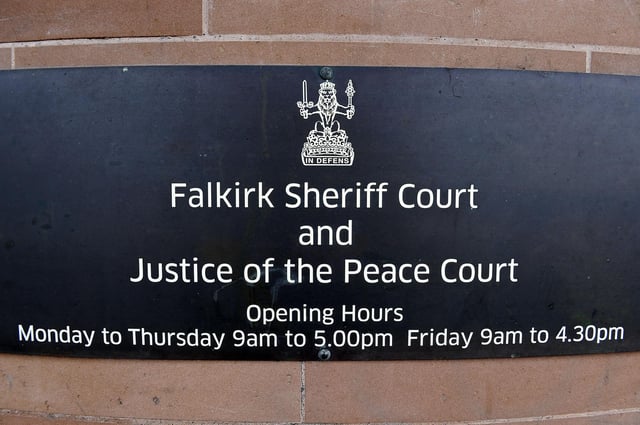 IN DEFENS
Falkirk Sheriff Court
and
Justice of the Peace Court
Opening Hours
Monday to Thursday 9am to 5.00pm Friday 9am to 4.30pm